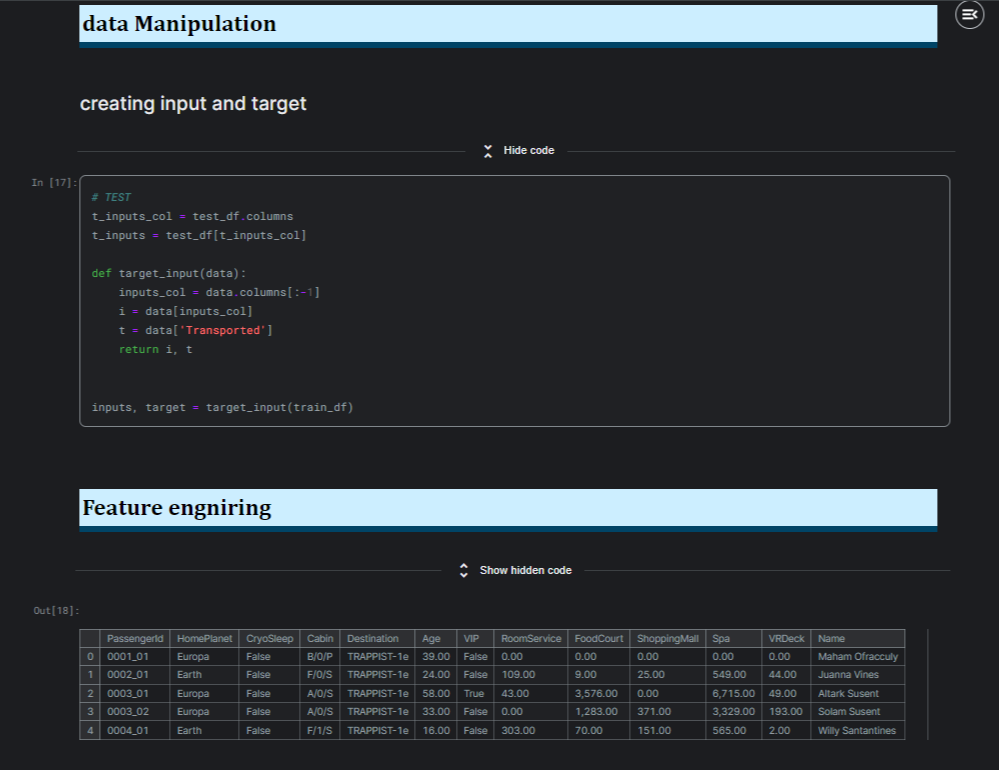 data Manipulation
creating input and target
Hide code
In [17]:
# TEST
t_inputs_col = test_df.columns
t_inputs = test_df[t_inputs_col]
def target_input(data):
inputs_col = data.columns[:-1]
i = data[inputs_col]
t = data['Transported']
return i, t
inputs, target = target_input(train_df)
Feature engniring
Show hidden code
Out[18]:
PassengerId HomePlanet CryoSleep Cabin Destination Age VIP RoomService FoodCourt ShoppingMall Spa VRDeck Name
0 0001_01 Europa False B/0/P TRAPPIST-1e 39.00 False 0.00 0.00 0.00 0.00 0.00 Maham Ofracculy
1 0002_01 Earth False F/0/S TRAPPIST-1e 24.00 False 109.00 9.00 25.00 549.00 44.00 Juanna Vines
2 0003_01 Europa False A/0/S TRAPPIST-1e 58.00 True 43.00 3,576.00 0.00 6,715.00 49.00 Altark Susent
3 0003_02 Europa False A/0/S TRAPPIST-1e 33.00 False 0.00 1,283.00 371.00 3,329.00 193.00 Solam Susent
4 0004_01 Earth False F/1/S TRAPPIST-1e 16.00 False 303.00 70.00 151.00 565.00 2.00 Willy Santantines